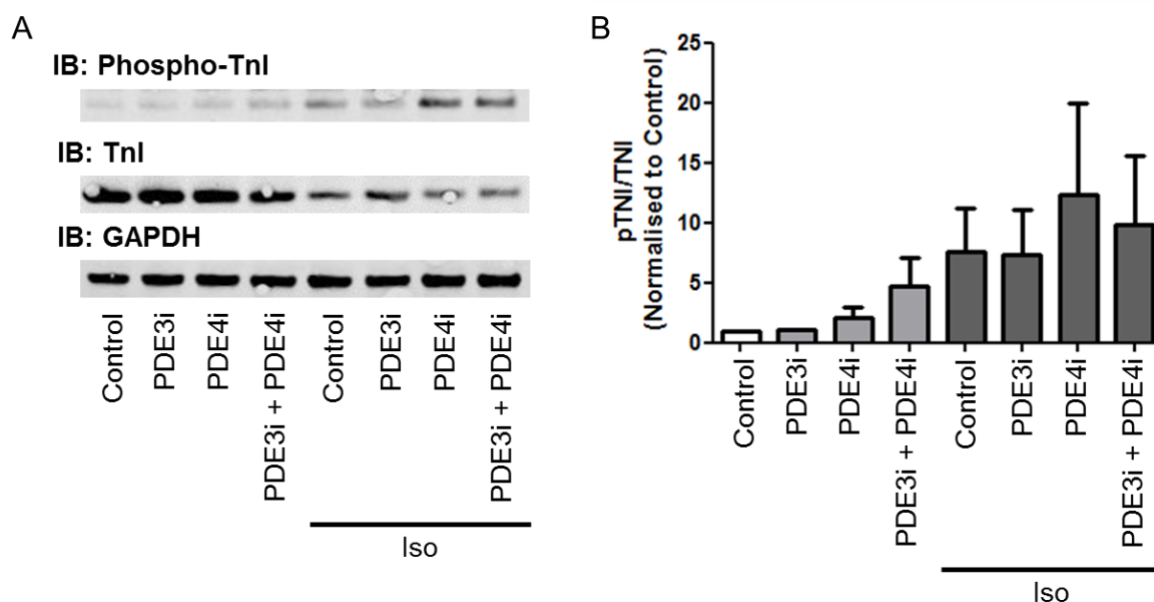 A
IB: Phospho-TnI
IB: TnI
IB: GAPDH
Control
PDE3i
PDE4i
PDE3i + PDE4i
Control
PDE3i
PDE4i
PDE3i + PDE4i
Iso
B
pTNI/TNI
(Normalised to Control)
25
20
15
10
5
0
Control
PDE3i
PDE4i
PDE3i + PDE4i
Control
PDE3i
PDE4i
PDE3i + PDE4i
Iso